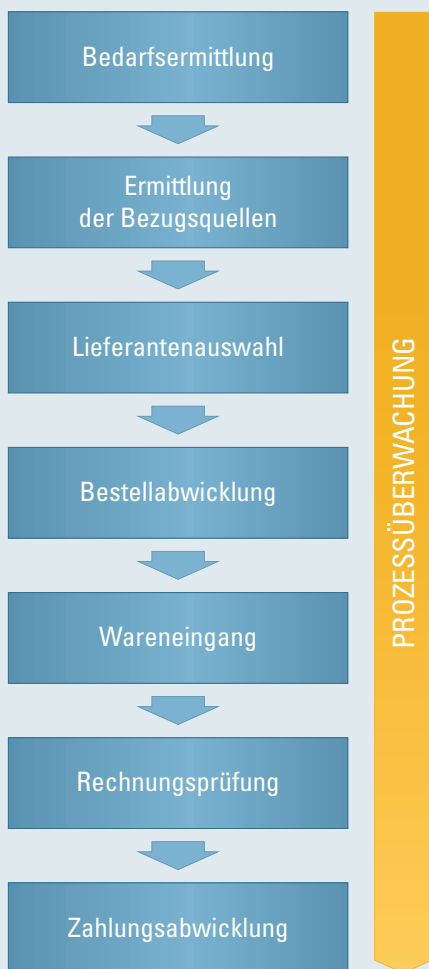 Bedarfsermittlung
Ermittlung
der Bezugsquellen
Lieferantenauswahl
Bestellabwicklung
Wareneingang
Rechnungsprüfung
Zahlungsabwicklung
PROZESSÜBERWACHUNG